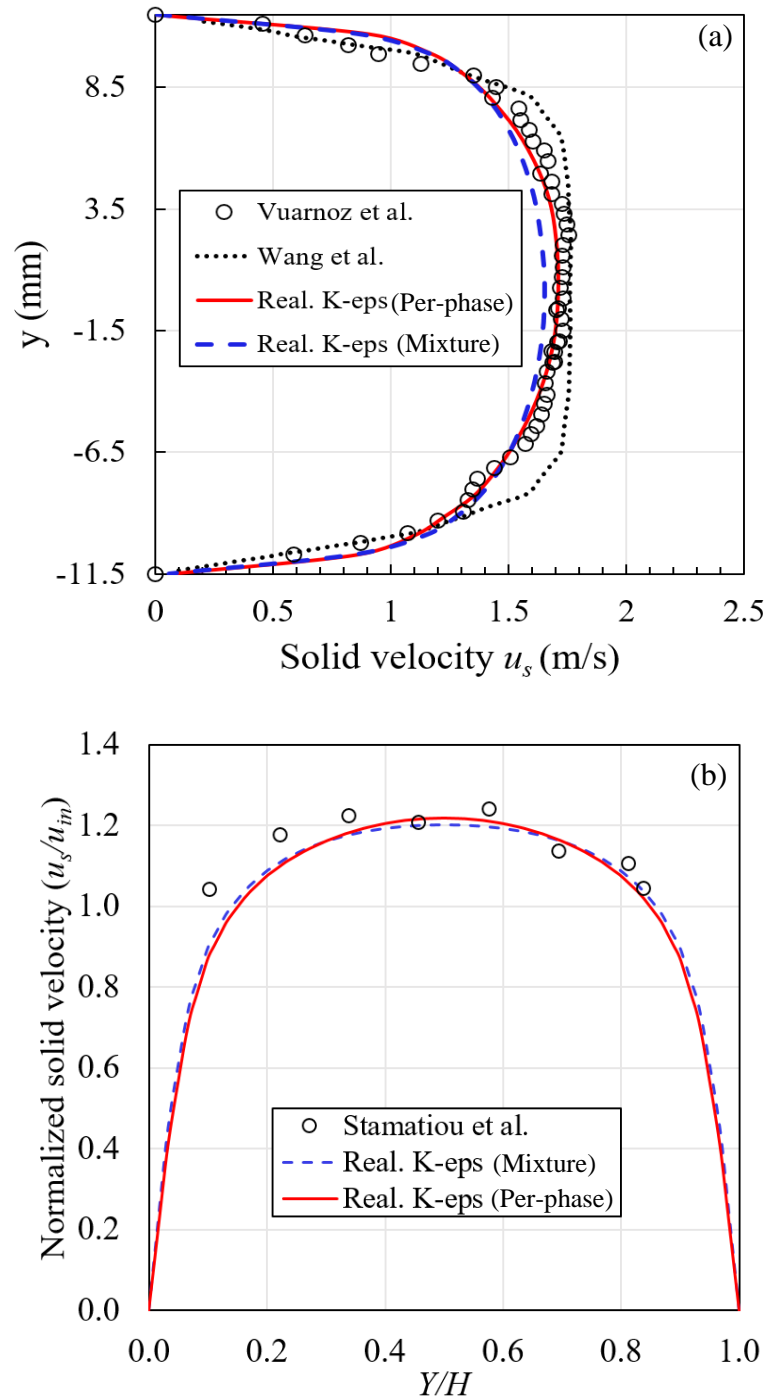 (a)
8.5
3.5
-1.5
-6.5
-11.5
y (mm)
Vuarnoz et al.
Wang et al.
Real. K-eps (Per-phase)
Real. K-eps (Mixture)
0
0.5
1
1.5
2
2.5
Solid velocity u_s (m/s)
(b)
1.4
1.2
1.0
0.8
0.6
0.4
0.2
0.0
Normalized solid velocity (u_s/u_in)
Stamatiou et al.
Real. K-eps (Mixture)
Real. K-eps (Per-phase)
0.0
0.2
0.4
0.6
0.8
1.0
Y/H